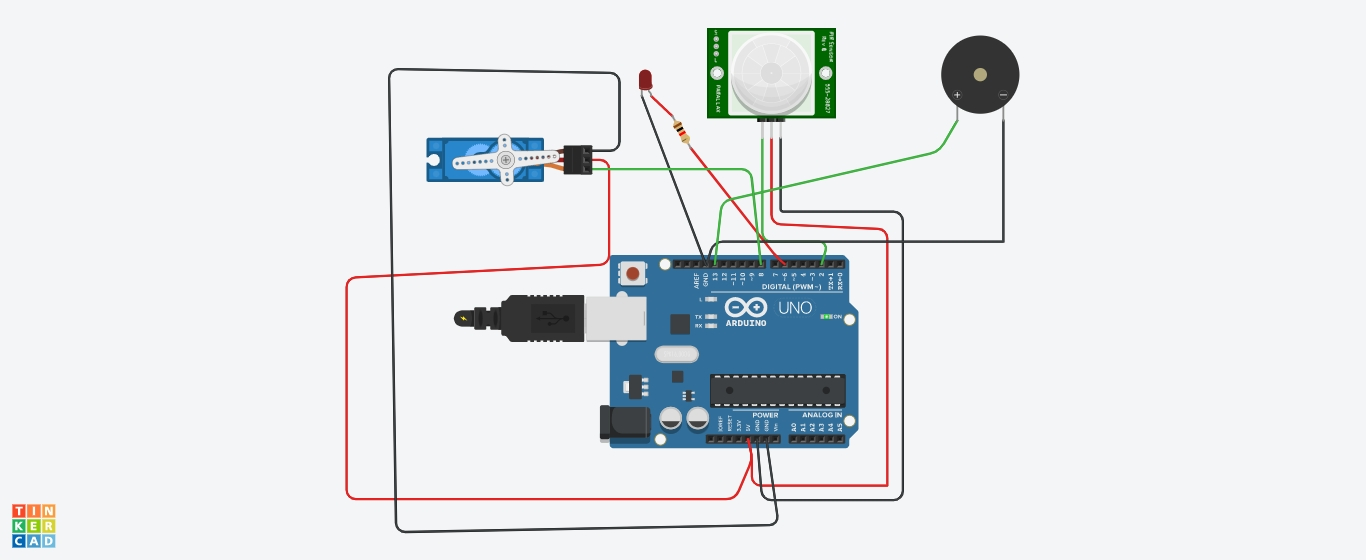 PIR Sensor
Rev B
PARALLAX
555-28027
+
−
AREF
GND
13
12
~11
~10
~9
8
7
~6
~5
4
~3
2
TX→1
RX←0
DIGITAL (PWM~)
L
TX
RX
UNO
ARDUINO
ON
POWER
ANALOG IN
IOREF
RESET
3.3V
5V
GND
GND
Vin
A0
A1
A2
A3
A4
A5
TIN
KER
CAD